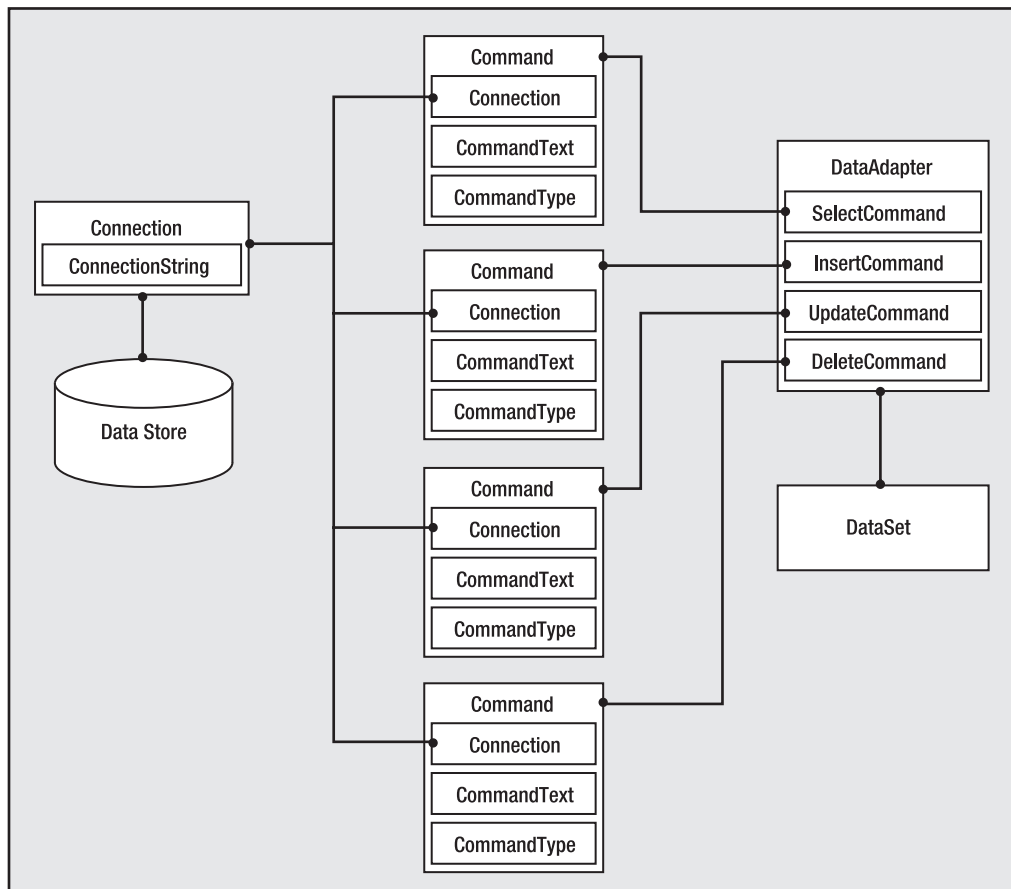 Connection
ConnectionString
Data Store
Command
Connection
CommandText
CommandType
Command
Connection
CommandText
CommandType
Command
Connection
CommandText
CommandType
Command
Connection
CommandText
CommandType
DataAdapter
SelectCommand
InsertCommand
UpdateCommand
DeleteCommand
DataSet